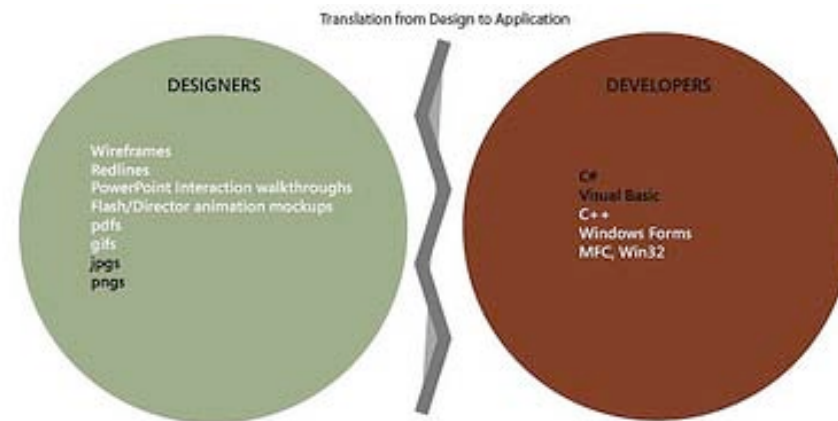 Translation from Design to Application
DESIGNERS
Wireframes
Redlines
PowerPoint Interaction walkthroughs
Flash/Director animation mockups
pdfs
gifs
jpgs
pngs
DEVELOPERS
C#
Visual Basic
C++
Windows Forms
MFC, Win32